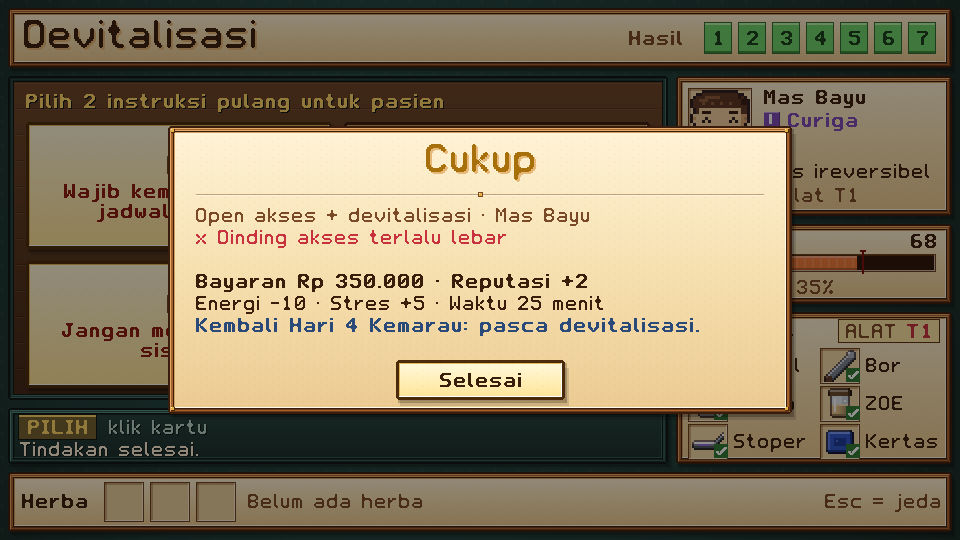 Devitalisasi
Hasil 1 2 3 4 5 6 7
Pilih 2 instruksi pulang untuk pasien
Mas Bayu
! Curiga
Wajib
jadwal
s ireversibel
lat T1
Cukup
Open akses + devitalisasi · Mas Bayu
x Dinding akses terlalu lebar
Bayaran Rp 350.000 · Reputasi +2
Energi -10 · Stres +5 · Waktu 25 menit
Kembali Hari 4 Kemarau: pasca devitalisasi.
Selesai
68
35%
Jangan
sis
ALAT T1
Bor
ZOE
Stoper
Kertas
PILIH klik kartu
Tindakan selesai.
Herba
Belum ada herba
Esc = jeda